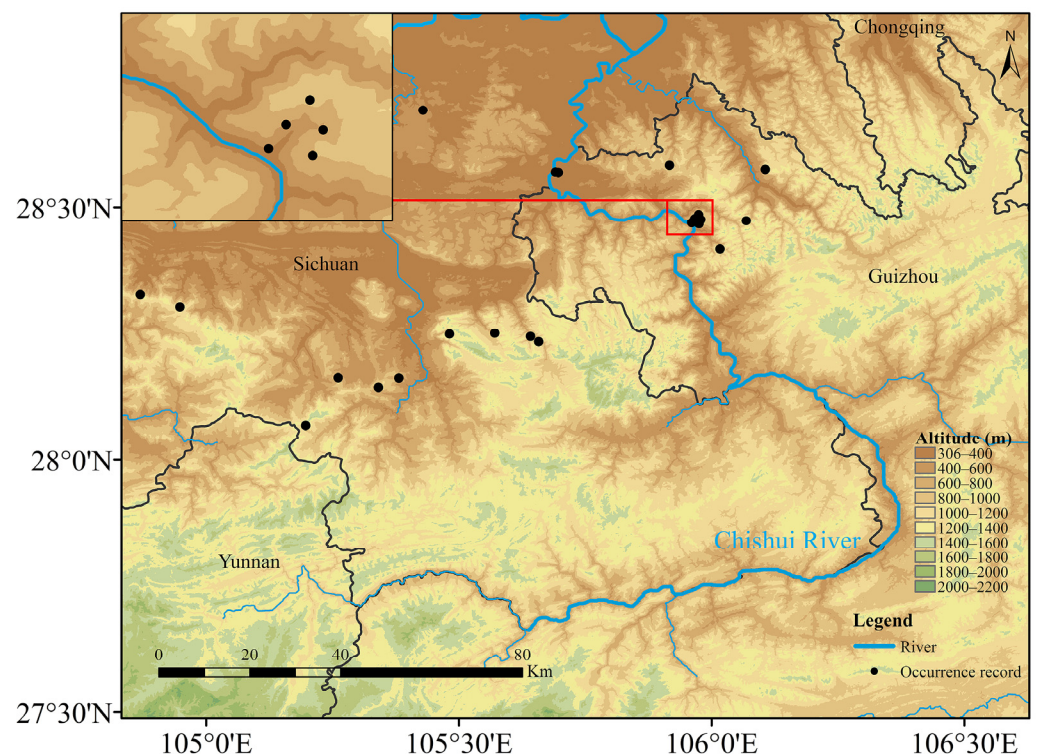 Chongqing
N
28°30'N
Sichuan
Guizhou
28°0'N
Altitude (m)
306–400
400–600
600–800
800–1000
1000–1200
1200–1400
1400–1600
1600–1800
1800–2000
2000–2200
Chishui River
Yunnan
Legend
River
Occurrence record
0 20 40 80
Km
27°30'N
105°0'E 105°30'E 106°0'E 106°30'E